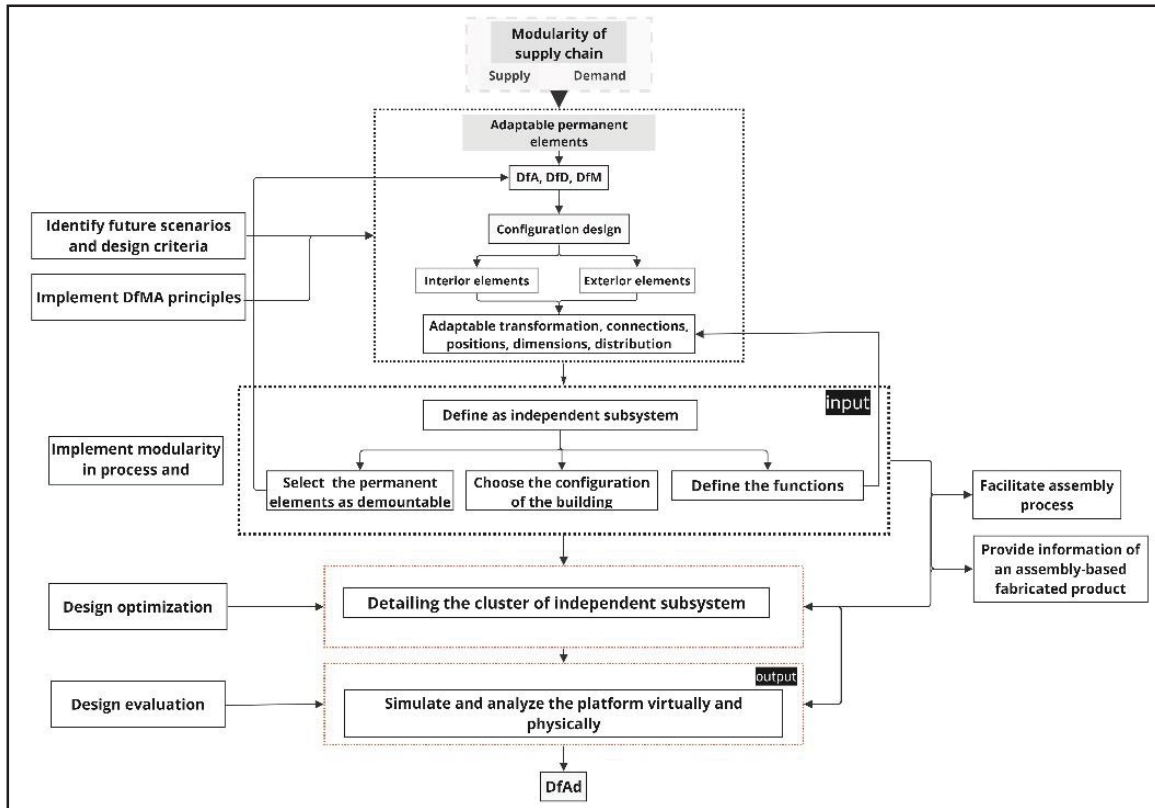 Modularity of
supply chain
Supply Demand
Adaptable permanent
elements
DfA, DfD, DfM
Identify future scenarios
and design criteria
Configuration design
Interior elements
Exterior elements
Implement DfMA principles
Adaptable transformation, connections,
positions, dimensions, distribution
input
Define as independent subsystem
Implement modularity
in process and
Select the permanent
elements as demountable
Choose the configuration
of the building
Define the functions
Facilitate assembly
process
Provide information of
an assembly-based
fabricated product
Design optimization
Detailing the cluster of independent subsystem
output
Design evaluation
Simulate and analyze the platform virtually and
physically
DfAd